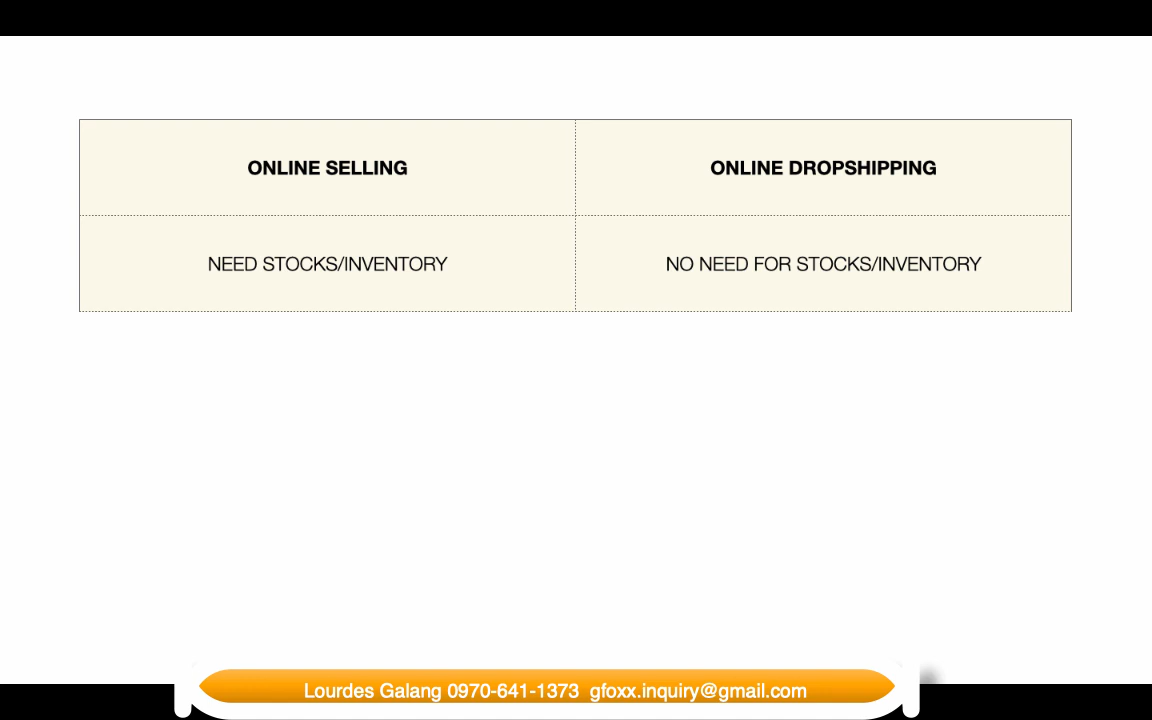 ONLINE SELLING
ONLINE DROPSHIPPING
NEED STOCKS/INVENTORY
NO NEED FOR STOCKS/INVENTORY
Lourdes Galang 0970-641-1373 gfoxx.inquiry@gmail.com